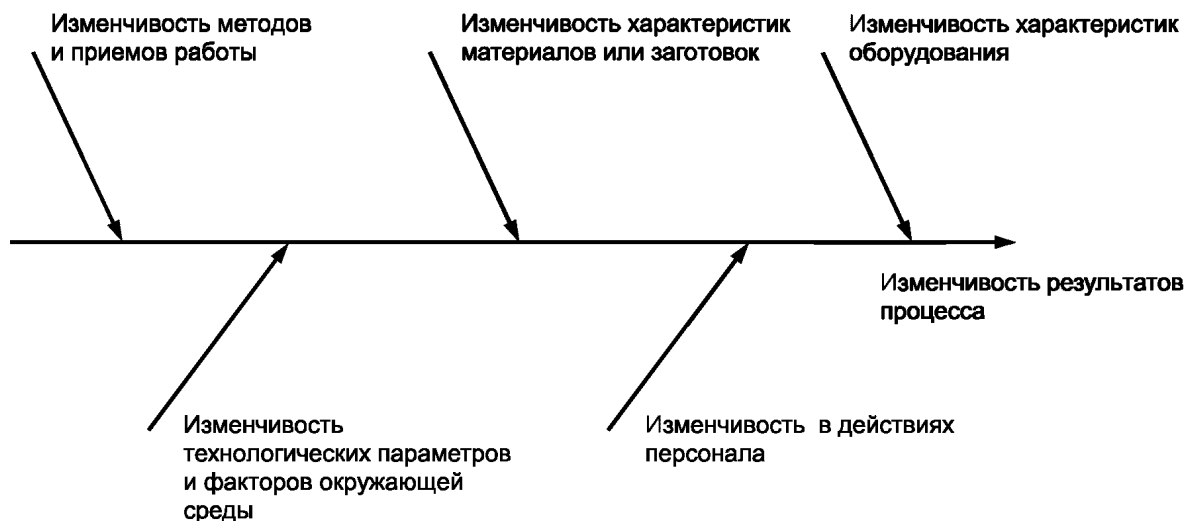 Изменчивость методов
и приемов работы
Изменчивость характеристик
материалов или заготовок
Изменчивость характеристик
оборудования
Изменчивость результатов
процесса
Изменчивость
технологических параметров
и факторов окружающей
среды
Изменчивость в действиях
персонала